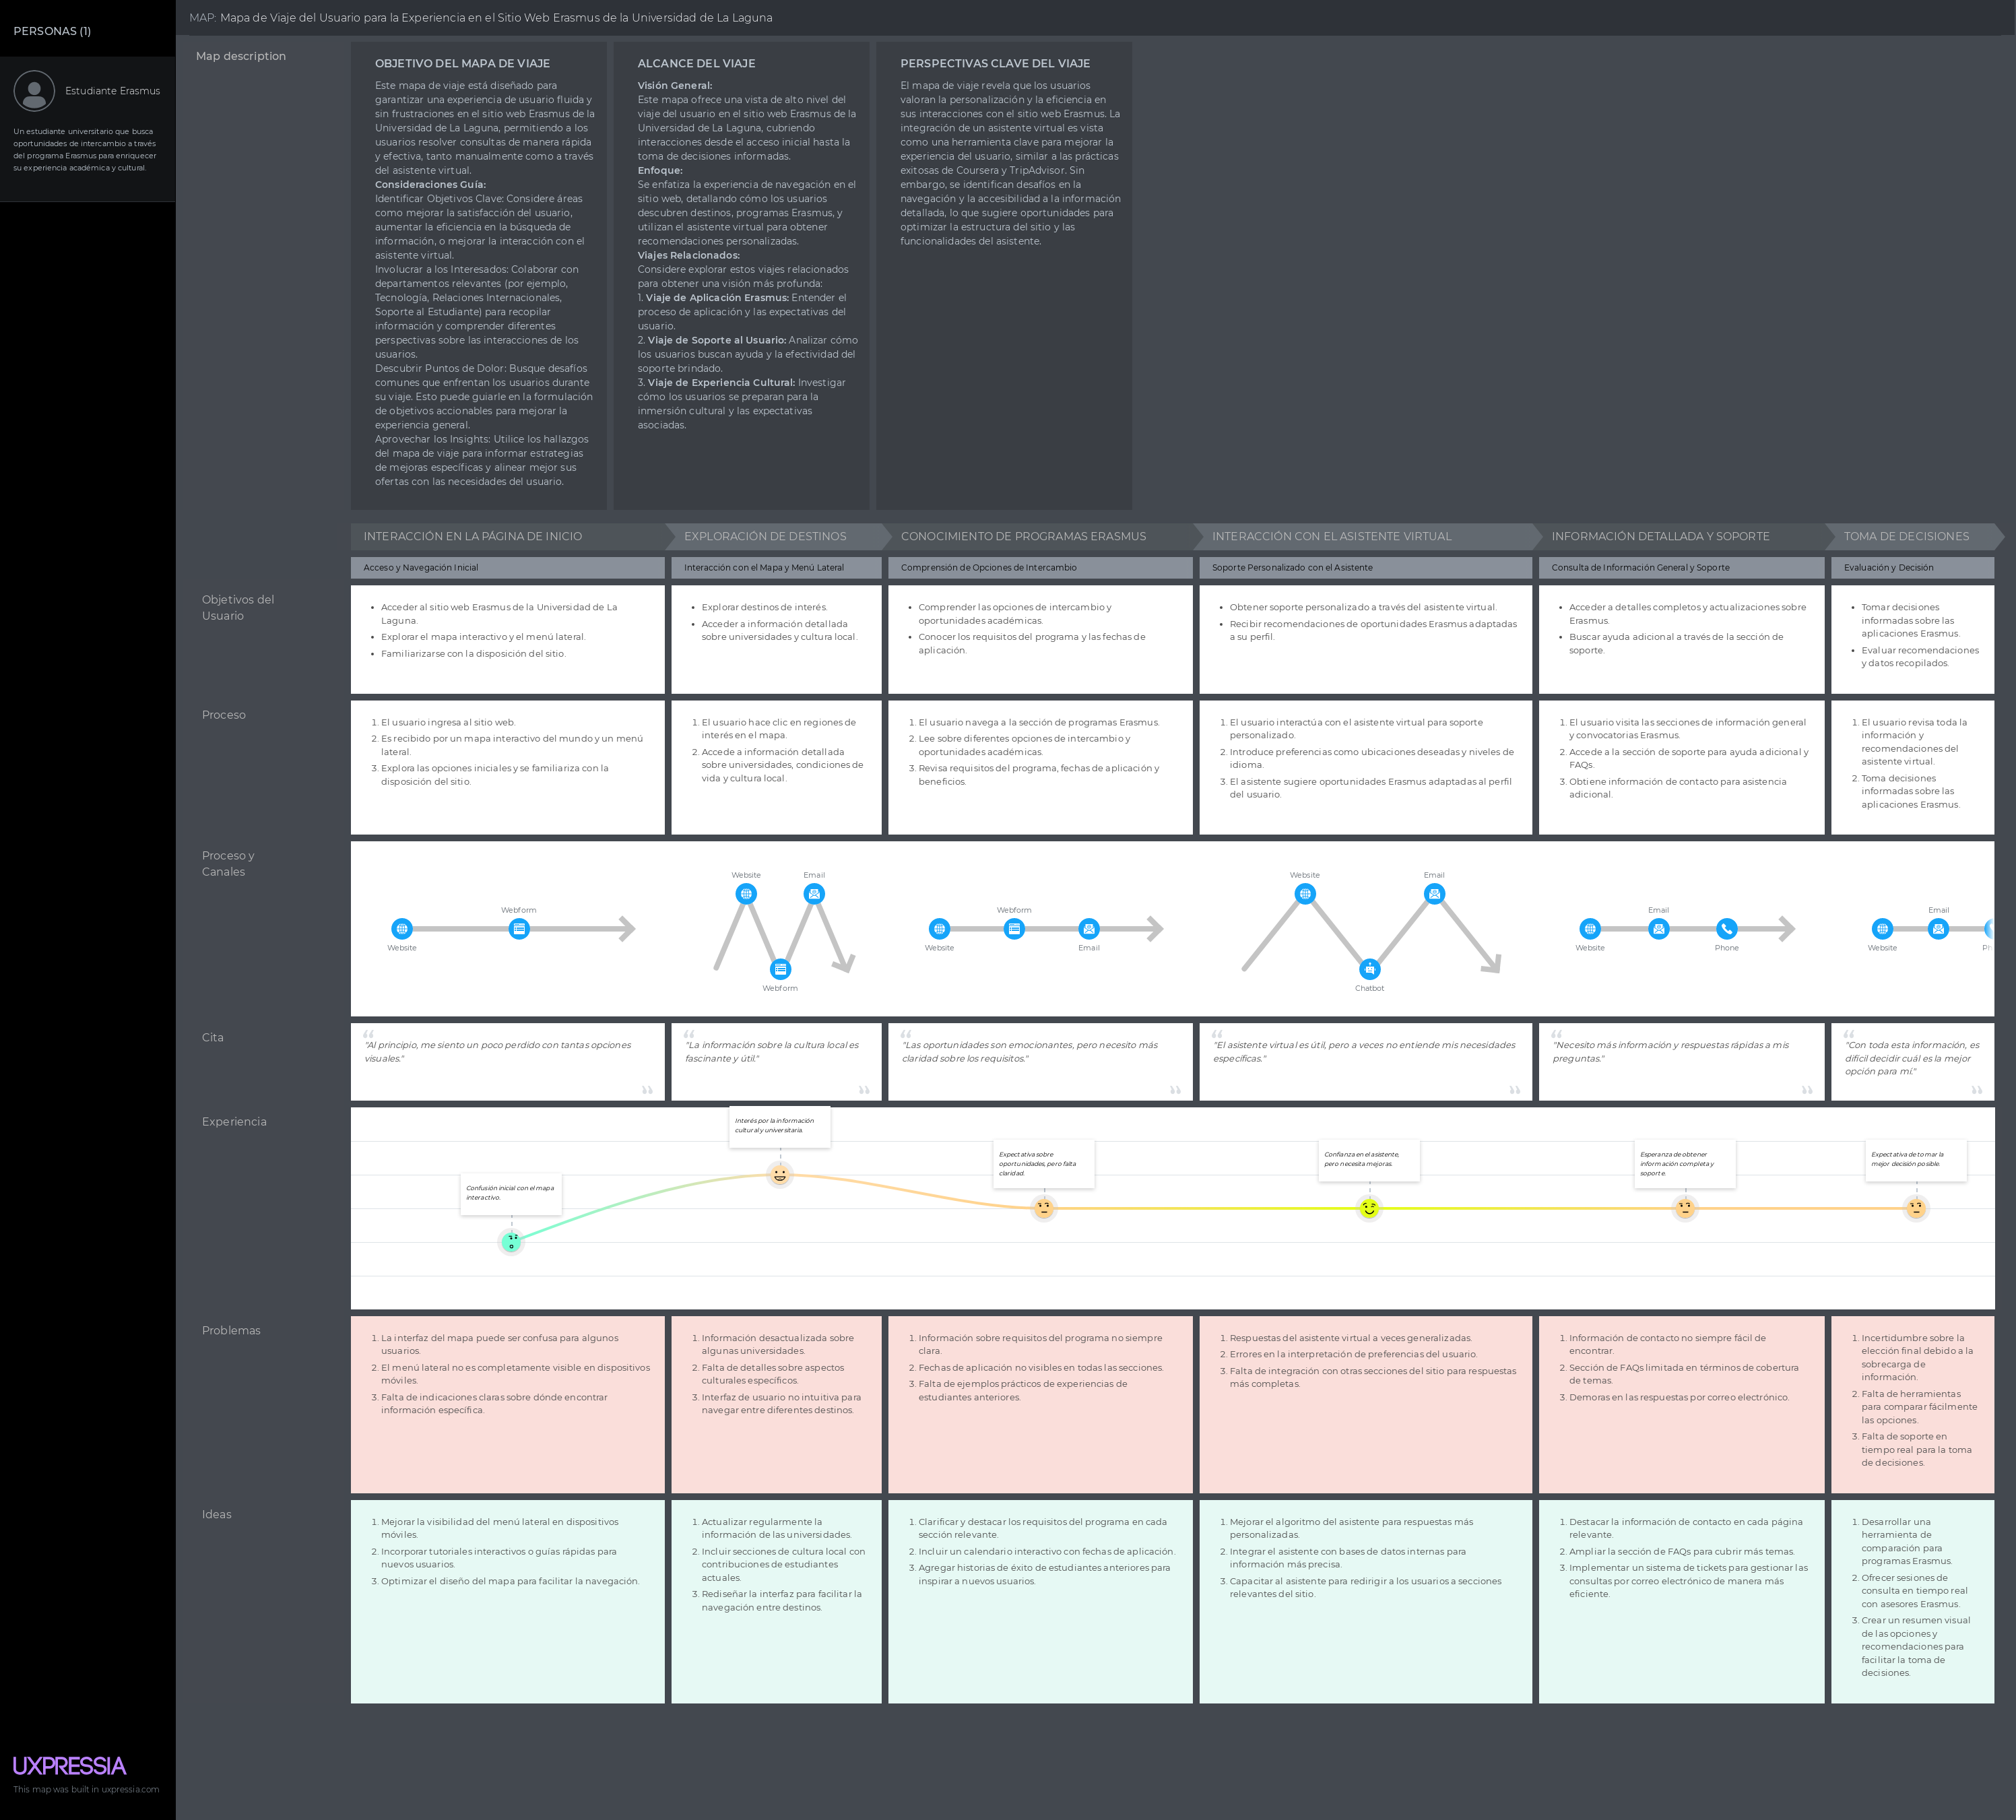 PERSONAS (1)
Estudiante Erasmus
Un estudiante universitario que busca
oportunidades de intercambio a través
del programa Erasmus para enriquecer
su experiencia académica y cultural.
MAP: Mapa de Viaje del Usuario para la Experiencia en el Sitio Web Erasmus de la Universidad de La Laguna
Map description
OBJETIVO DEL MAPA DE VIAJE
Este mapa de viaje está diseñado para
garantizar una experiencia de usuario fluida y
sin frustraciones en el sitio web Erasmus de la
Universidad de La Laguna, permitiendo a los
usuarios resolver consultas de manera rápida
y efectiva, tanto manualmente como a través
del asistente virtual.
Consideraciones Guía:
Identificar Objetivos Clave: Considere áreas
como mejorar la satisfacción del usuario,
aumentar la eficiencia en la búsqueda de
información, o mejorar la interacción con el
asistente virtual.
Involucrar a los Interesados: Colaborar con
departamentos relevantes (por ejemplo,
Tecnología, Relaciones Internacionales,
Soporte al Estudiante) para recopilar
información y comprender diferentes
perspectivas sobre las interacciones de los
usuarios.
Descubrir Puntos de Dolor: Busque desafíos
comunes que enfrentan los usuarios durante
su viaje. Esto puede guiarle en la formulación
de objetivos accionables para mejorar la
experiencia general.
Aprovechar los Insights: Utilice los hallazgos
del mapa de viaje para informar estrategias
de mejoras específicas y alinear mejor sus
ofertas con las necesidades del usuario.
ALCANCE DEL VIAJE
Visión General:
Este mapa ofrece una vista de alto nivel del
viaje del usuario en el sitio web Erasmus de la
Universidad de La Laguna, cubriendo
interacciones desde el acceso inicial hasta la
toma de decisiones informadas.
Enfoque:
Se enfatiza la experiencia de navegación en el
sitio web, detallando cómo los usuarios
descubren destinos, programas Erasmus, y
utilizan el asistente virtual para obtener
recomendaciones personalizadas.
Viajes Relacionados:
Considere explorar estos viajes relacionados
para obtener una visión más profunda:
1. Viaje de Aplicación Erasmus: Entender el
proceso de aplicación y las expectativas del
usuario.
2. Viaje de Soporte al Usuario: Analizar cómo
los usuarios buscan ayuda y la efectividad del
soporte brindado.
3. Viaje de Experiencia Cultural: Investigar
cómo los usuarios se preparan para la
inmersión cultural y las expectativas
asociadas.
PERSPECTIVAS CLAVE DEL VIAJE
El mapa de viaje revela que los usuarios
valoran la personalización y la eficiencia en
sus interacciones con el sitio web Erasmus. La
integración de un asistente virtual es vista
como una herramienta clave para mejorar la
experiencia del usuario, similar a las prácticas
exitosas de Coursera y TripAdvisor. Sin
embargo, se identifican desafíos en la
navegación y la accesibilidad a la información
detallada, lo que sugiere oportunidades para
optimizar la estructura del sitio y las
funcionalidades del asistente.
INTERACCIÓN EN LA PÁGINA DE INICIO
EXPLORACIÓN DE DESTINOS
CONOCIMIENTO DE PROGRAMAS ERASMUS
INTERACCIÓN CON EL ASISTENTE VIRTUAL
INFORMACIÓN DETALLADA Y SOPORTE
TOMA DE DECISIONES
Acceso y Navegación Inicial
Interacción con el Mapa y Menú Lateral
Comprensión de Opciones de Intercambio
Soporte Personalizado con el Asistente
Consulta de Información General y Soporte
Evaluación y Decisión
Objetivos del
Usuario
• Acceder al sitio web Erasmus de la Universidad de La
Laguna.
• Explorar el mapa interactivo y el menú lateral.
• Familiarizarse con la disposición del sitio.
• Explorar destinos de interés.
• Acceder a información detallada
sobre universidades y cultura local.
• Comprender las opciones de intercambio y
oportunidades académicas.
• Conocer los requisitos del programa y las fechas de
aplicación.
• Obtener soporte personalizado a través del asistente virtual.
• Recibir recomendaciones de oportunidades Erasmus adaptadas
a su perfil.
• Acceder a detalles completos y actualizaciones sobre
Erasmus.
• Buscar ayuda adicional a través de la sección de
soporte.
• Tomar decisiones
informadas sobre las
aplicaciones Erasmus.
• Evaluar recomendaciones
y datos recopilados.
Proceso
1. El usuario ingresa al sitio web.
2. Es recibido por un mapa interactivo del mundo y un menú
lateral.
3. Explora las opciones iniciales y se familiariza con la
disposición del sitio.
1. El usuario hace clic en regiones de
interés en el mapa.
2. Accede a información detallada
sobre universidades, condiciones de
vida y cultura local.
1. El usuario navega a la sección de programas Erasmus.
2. Lee sobre diferentes opciones de intercambio y
oportunidades académicas.
3. Revisa requisitos del programa, fechas de aplicación y
beneficios.
1. El usuario interactúa con el asistente virtual para soporte
personalizado.
2. Introduce preferencias como ubicaciones deseadas y niveles de
idioma.
3. El asistente sugiere oportunidades Erasmus adaptadas al perfil
del usuario.
1. El usuario visita las secciones de información general
y convocatorias Erasmus.
2. Accede a la sección de soporte para ayuda adicional y
FAQs.
3. Obtiene información de contacto para asistencia
adicional.
1. El usuario revisa toda la
información y
recomendaciones del
asistente virtual.
2. Toma decisiones
informadas sobre las
aplicaciones Erasmus.
Proceso y
Canales
Website
Webform
Website
Webform
Email
Website
Webform
Email
Website
Chatbot
Email
Website
Email
Phone
Website
Email
Ph
Cita
"Al principio, me siento un poco perdido con tantas opciones
visuales."
"La información sobre la cultura local es
fascinante y útil."
"Las oportunidades son emocionantes, pero necesito más
claridad sobre los requisitos."
"El asistente virtual es útil, pero a veces no entiende mis necesidades
específicas."
"Necesito más información y respuestas rápidas a mis
preguntas."
"Con toda esta información, es
difícil decidir cuál es la mejor
opción para mí."
Experiencia
Confusión inicial con el mapa
interactivo.
Interés por la información
cultural y universitaria.
Expectativa sobre
oportunidades, pero falta
claridad.
Confianza en el asistente,
pero necesita mejoras.
Esperanza de obtener
información completa y
soporte.
Expectativa de tomar la
mejor decisión posible.
Problemas
1. La interfaz del mapa puede ser confusa para algunos
usuarios.
2. El menú lateral no es completamente visible en dispositivos
móviles.
3. Falta de indicaciones claras sobre dónde encontrar
información específica.
1. Información desactualizada sobre
algunas universidades.
2. Falta de detalles sobre aspectos
culturales específicos.
3. Interfaz de usuario no intuitiva para
navegar entre diferentes destinos.
1. Información sobre requisitos del programa no siempre
clara.
2. Fechas de aplicación no visibles en todas las secciones.
3. Falta de ejemplos prácticos de experiencias de
estudiantes anteriores.
1. Respuestas del asistente virtual a veces generalizadas.
2. Errores en la interpretación de preferencias del usuario.
3. Falta de integración con otras secciones del sitio para respuestas
más completas.
1. Información de contacto no siempre fácil de
encontrar.
2. Sección de FAQs limitada en términos de cobertura
de temas.
3. Demoras en las respuestas por correo electrónico.
1. Incertidumbre sobre la
elección final debido a la
sobrecarga de
información.
2. Falta de herramientas
para comparar fácilmente
las opciones.
3. Falta de soporte en
tiempo real para la toma
de decisiones.
Ideas
1. Mejorar la visibilidad del menú lateral en dispositivos
móviles.
2. Incorporar tutoriales interactivos o guías rápidas para
nuevos usuarios.
3. Optimizar el diseño del mapa para facilitar la navegación.
1. Actualizar regularmente la
información de las universidades.
2. Incluir secciones de cultura local con
contribuciones de estudiantes
actuales.
3. Rediseñar la interfaz para facilitar la
navegación entre destinos.
1. Clarificar y destacar los requisitos del programa en cada
sección relevante.
2. Incluir un calendario interactivo con fechas de aplicación.
3. Agregar historias de éxito de estudiantes anteriores para
inspirar a nuevos usuarios.
1. Mejorar el algoritmo del asistente para respuestas más
personalizadas.
2. Integrar el asistente con bases de datos internas para
información más precisa.
3. Capacitar al asistente para redirigir a los usuarios a secciones
relevantes del sitio.
1. Destacar la información de contacto en cada página
relevante.
2. Ampliar la sección de FAQs para cubrir más temas.
3. Implementar un sistema de tickets para gestionar las
consultas por correo electrónico de manera más
eficiente.
1. Desarrollar una
herramienta de
comparación para
programas Erasmus.
2. Ofrecer sesiones de
consulta en tiempo real
con asesores Erasmus.
3. Crear un resumen visual
de las opciones y
recomendaciones para
facilitar la toma de
decisiones.
UXPRESSIA
This map was built in uxpressia.com